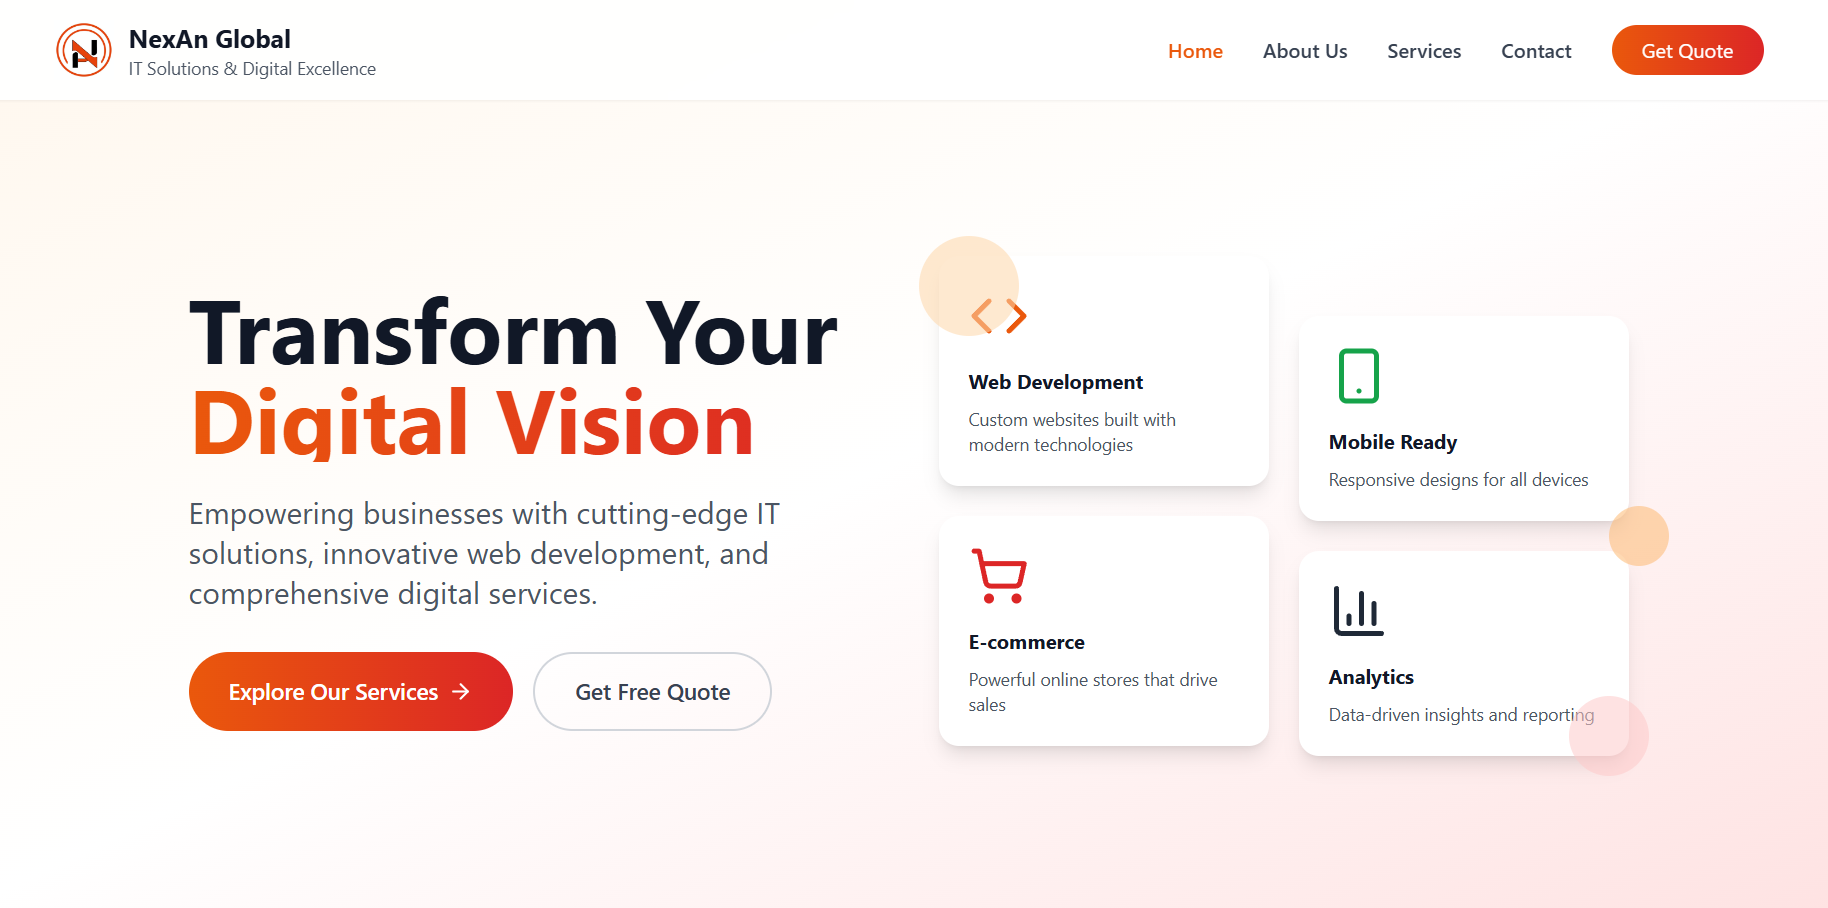 NexAn Global
IT Solutions & Digital Excellence
Home
About Us
Services
Contact
Get Quote
Transform Your
Digital Vision
Empowering businesses with cutting-edge IT
solutions, innovative web development, and
comprehensive digital services.
Explore Our Services →
Get Free Quote
Web Development
Custom websites built with
modern technologies
Mobile Ready
Responsive designs for all devices
E-commerce
Powerful online stores that drive
sales
Analytics
Data-driven insights and reporting